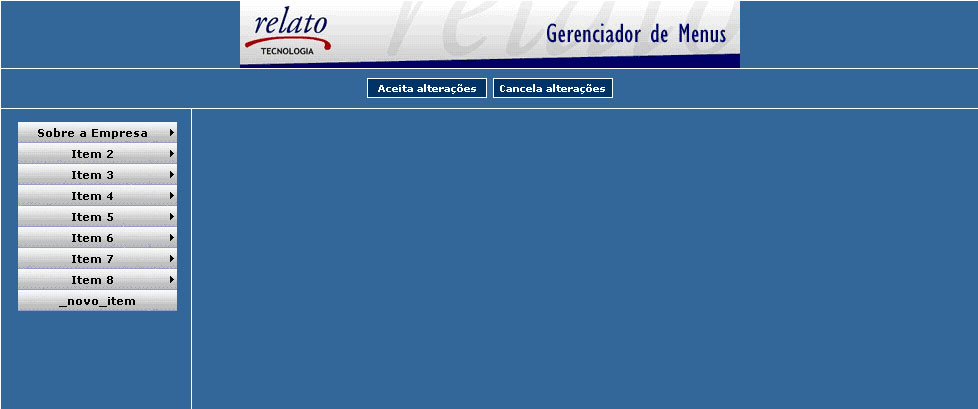 relato
TECNOLOGIA
Gerenciador de Menus
relato
Aceita alterações
Cancela alterações
Sobre a Empresa
Item 2
Item 3
Item 4
Item 5
Item 6
Item 7
Item 8
_novo_item